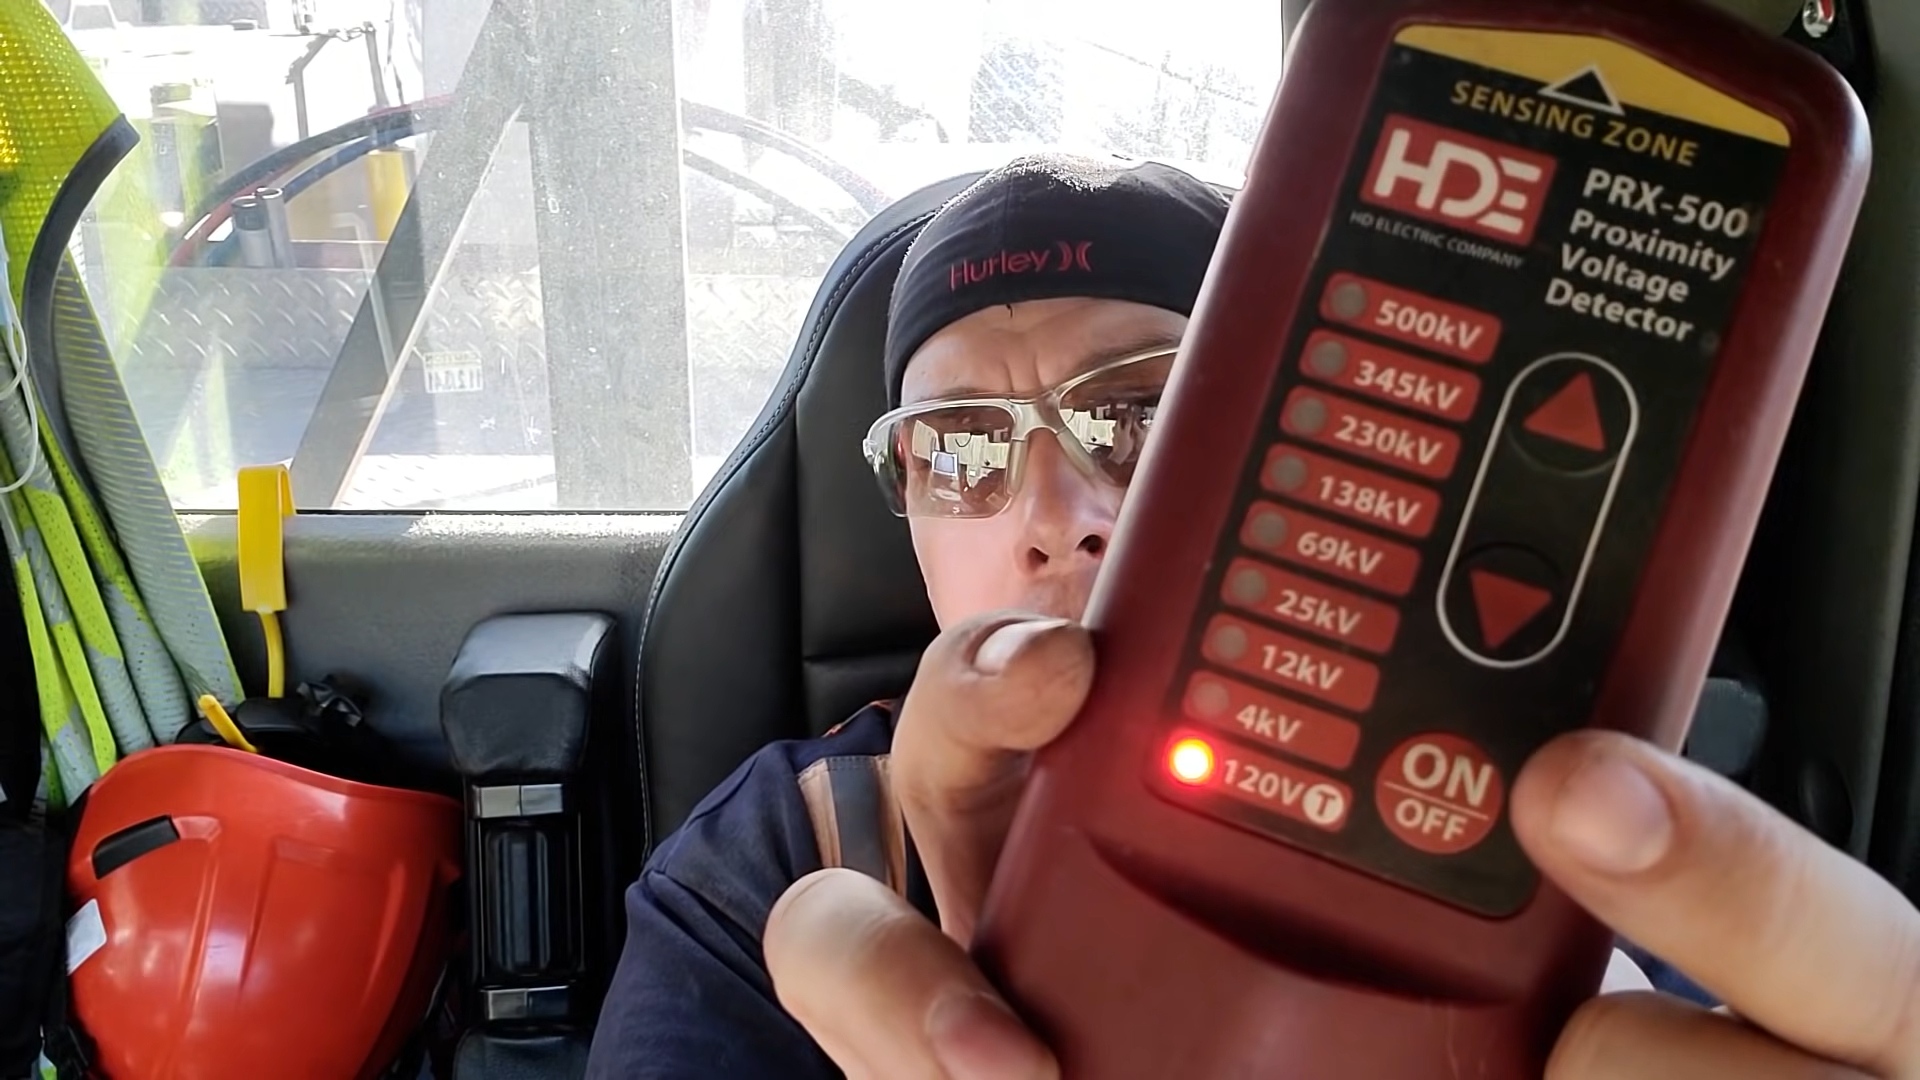 Hurley
SENSING ZONE
HDE
HD ELECTRIC COMPANY
PRX-500
Proximity
Voltage
Detector
500kV
345kV
230kV
138kV
69kV
25kV
12kV
4kV
120V T
ON
OFF